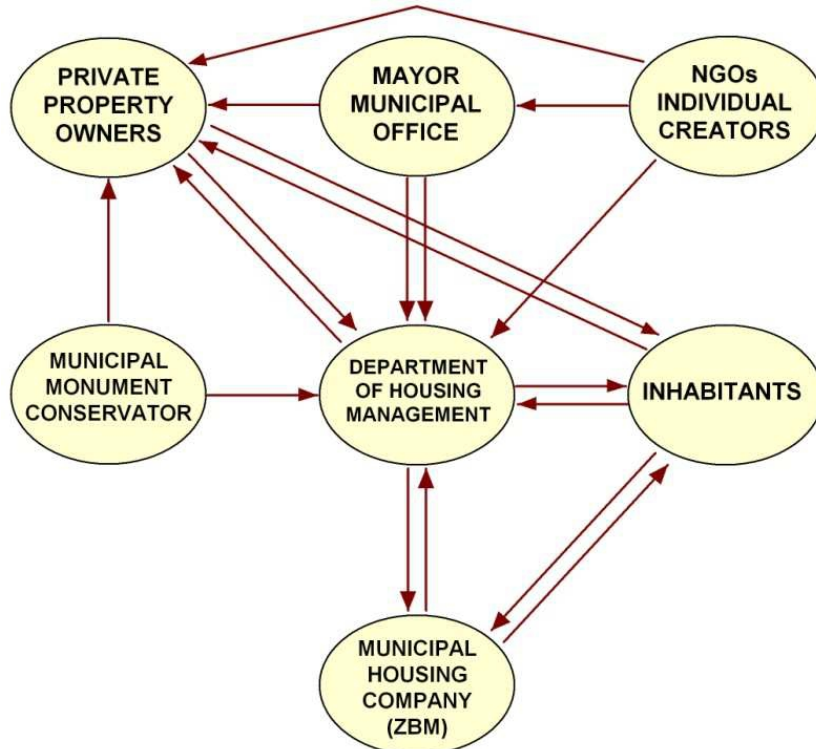 PRIVATE
PROPERTY
OWNERS
MAYOR
MUNICIPAL
OFFICE
NGOs
INDIVIDUAL
CREATORS
MUNICIPAL
MONUMENT
CONSERVATOR
DEPARTMENT
OF HOUSING
MANAGEMENT
INHABITANTS
MUNICIPAL
HOUSING
COMPANY
(ZBM)